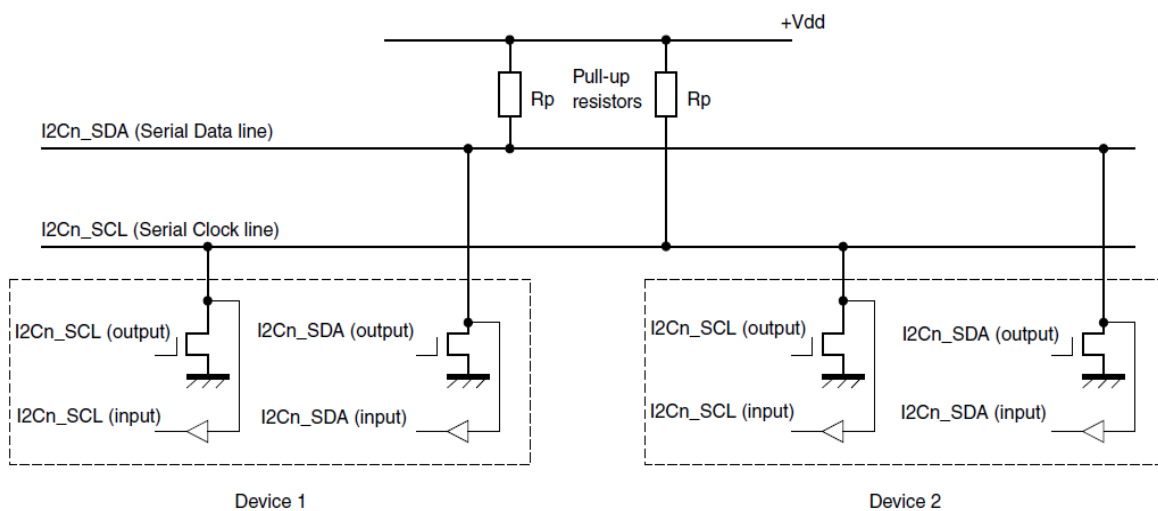 +Vdd
Rp
Pull-up
resistors
Rp
I2Cn_SDA (Serial Data line)
I2Cn_SCL (Serial Clock line)
I2Cn_SCL (output)
I2Cn_SDA (output)
I2Cn_SCL (input)
I2Cn_SDA (input)
I2Cn_SCL (output)
I2Cn_SDA (output)
I2Cn_SCL (input)
I2Cn_SDA (input)
Device 1
Device 2